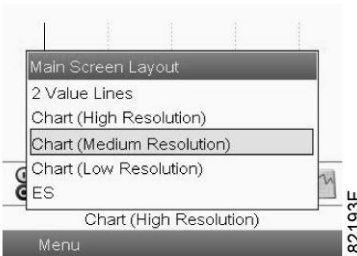 Main Screen Layout
2 Value Lines
Chart (High Resolution)
Chart (Medium Resolution)
Chart (Low Resolution)
ES
Chart (High Resolution)
Menu
82193F